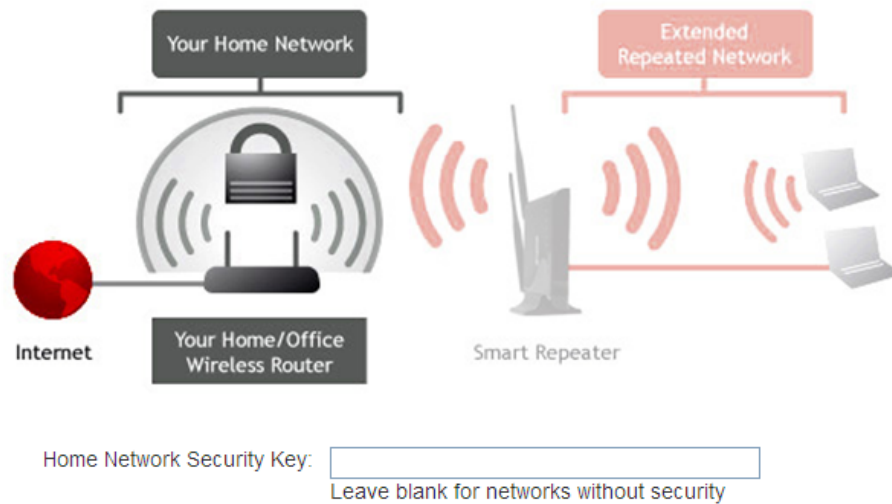 Your Home Network
Extended
Repeated Network
Internet
Your Home/Office
Wireless Router
Smart Repeater
Home Network Security Key:
Leave blank for networks without security